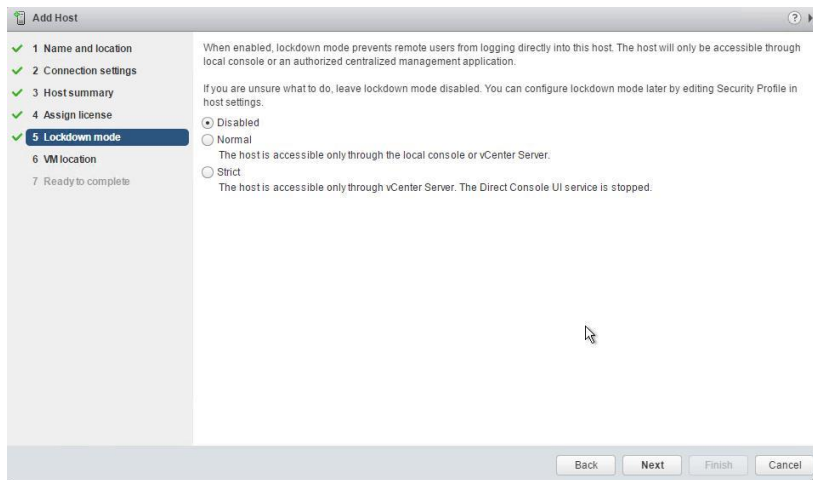 Add Host
?
1 Name and location
2 Connection settings
3 Host summary
4 Assign license
5 Lockdown mode
6 VM location
7 Ready to complete
When enabled, lockdown mode prevents remote users from logging directly into this host. The host will only be accessible through
local console or an authorized centralized management application.
If you are unsure what to do, leave lockdown mode disabled. You can configure lockdown mode later by editing Security Profile in
host settings.
Disabled
Normal
The host is accessible only through the local console or vCenter Server.
Strict
The host is accessible only through vCenter Server. The Direct Console UI service is stopped.
Back Next Finish Cancel